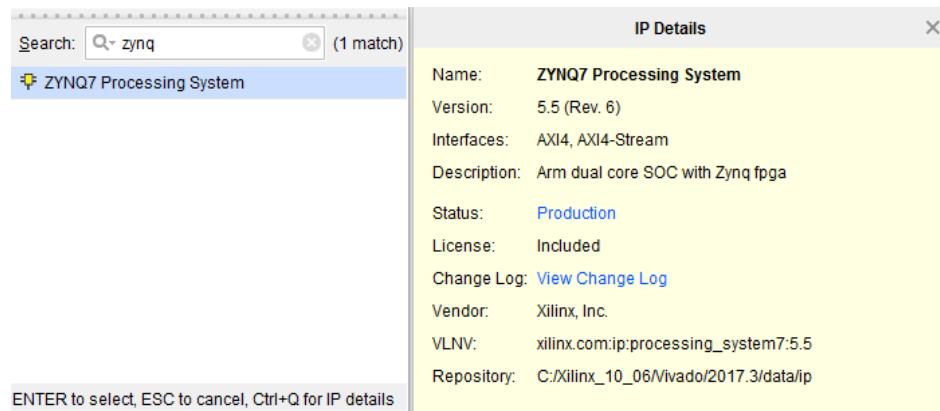 Search: zynq (1 match)
ZYNQ7 Processing System
ENTER to select, ESC to cancel, Ctrl+Q for IP details
IP Details
Name: ZYNQ7 Processing System
Version: 5.5 (Rev. 6)
Interfaces: AXI4, AXI4-Stream
Description: Arm dual core SOC with Zynq fpga
Status: Production
License: Included
Change Log: View Change Log
Vendor: Xilinx, Inc.
VLNV: xilinx.com:ip:processing_system7:5.5
Repository: C:/Xilinx_10_06/Vivado/2017.3/data/ip